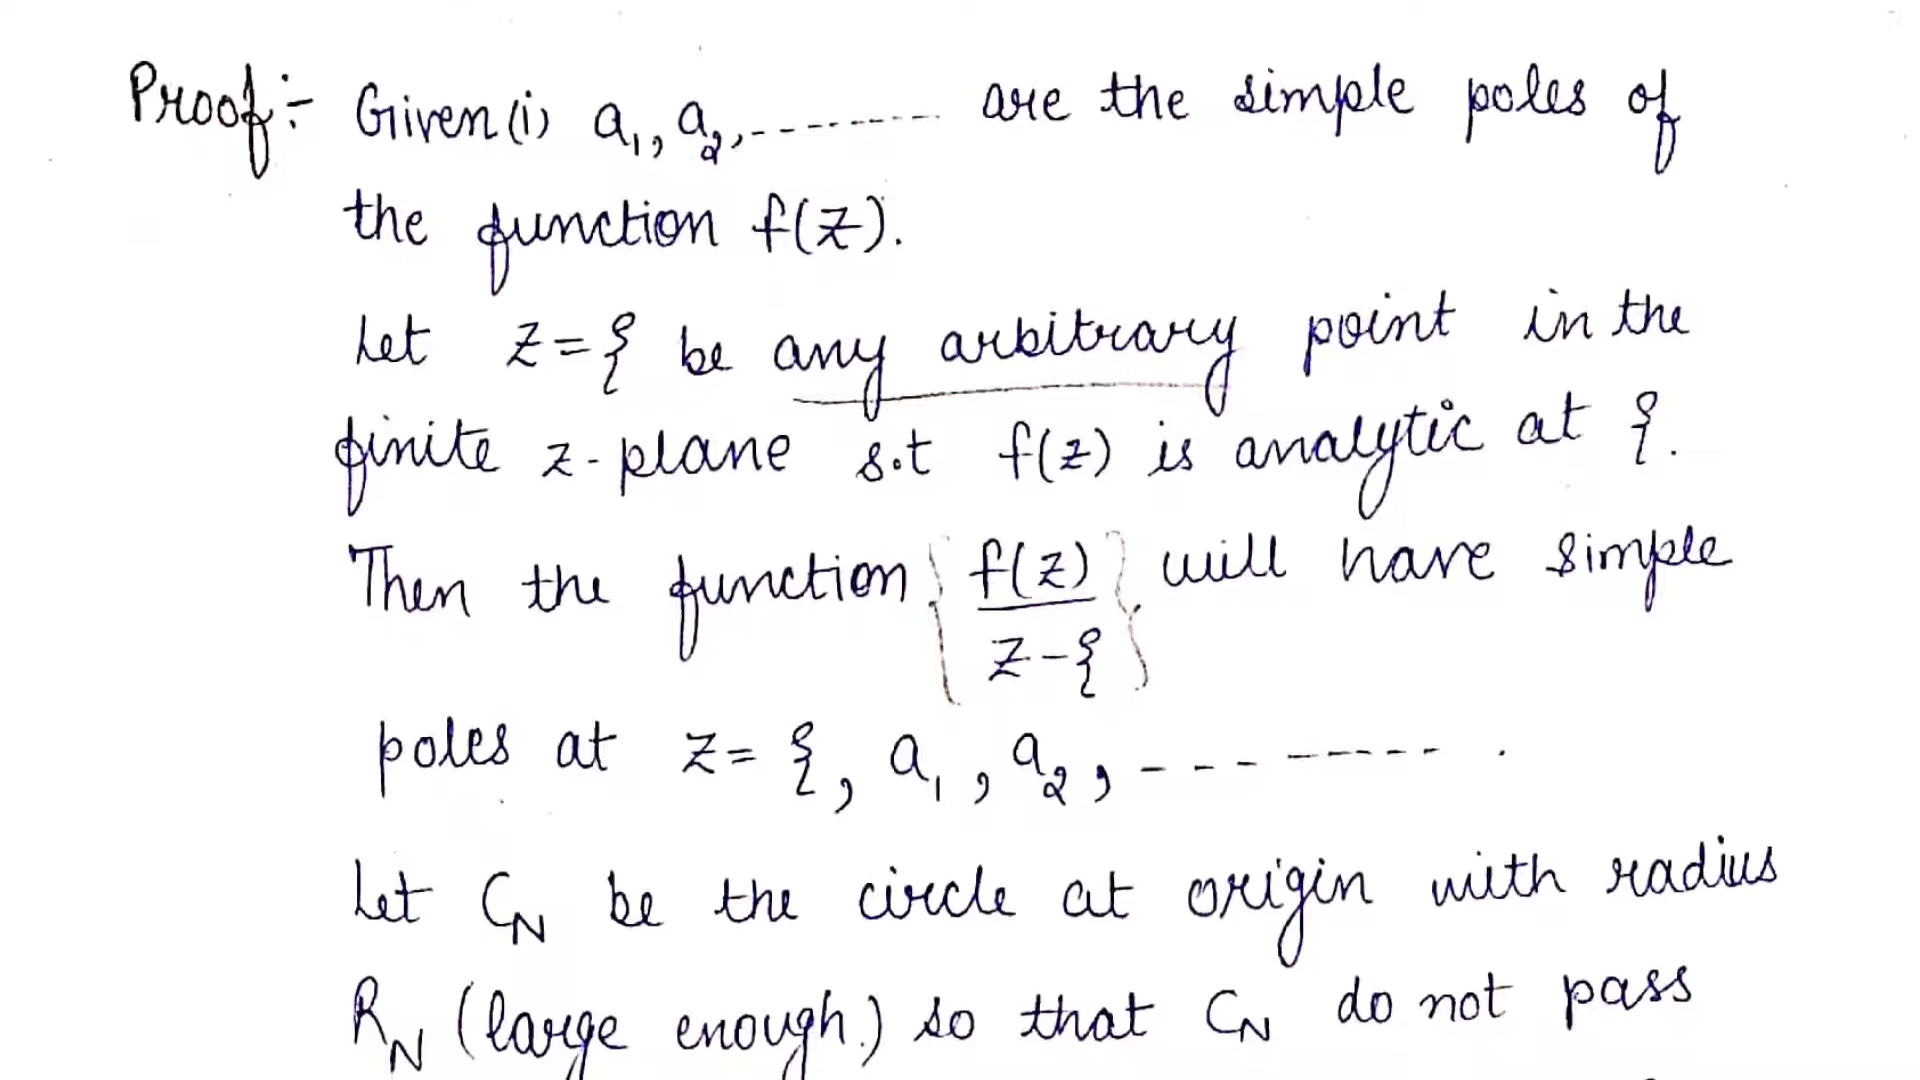 Proof:- Given (i) a₁, a₂, --------- are the simple poles of
the function f(z).
Let z = ξ be any arbitrary point in the
finite z-plane s.t f(z) is analytic at ξ.
Then the function { f(z) / z-ξ } will have simple
poles at z = ξ, a₁, a₂, -------- .
Let C_N be the circle at origin with radius
R_N (large enough) so that C_N do not pass